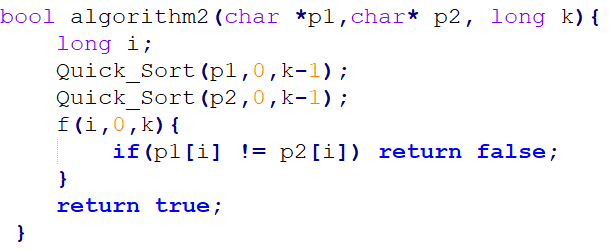 bool algorithm2(char *p1,char* p2, long k){
    long i;
    Quick_Sort(p1,0,k-1);
    Quick_Sort(p2,0,k-1);
    f(i,0,k){
        if(p1[i] != p2[i]) return false;
    }
    return true;
 }